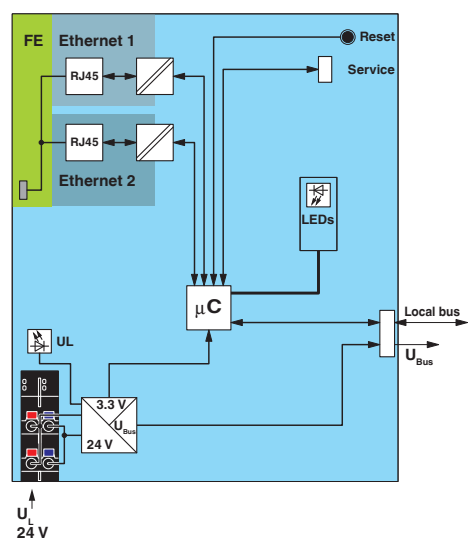 FE
Ethernet 1
RJ45
RJ45
Ethernet 2
Reset
Service
LEDs
µC
Local bus
U Bus
UL
3.3 V
U Bus
24 V
U L
24 V